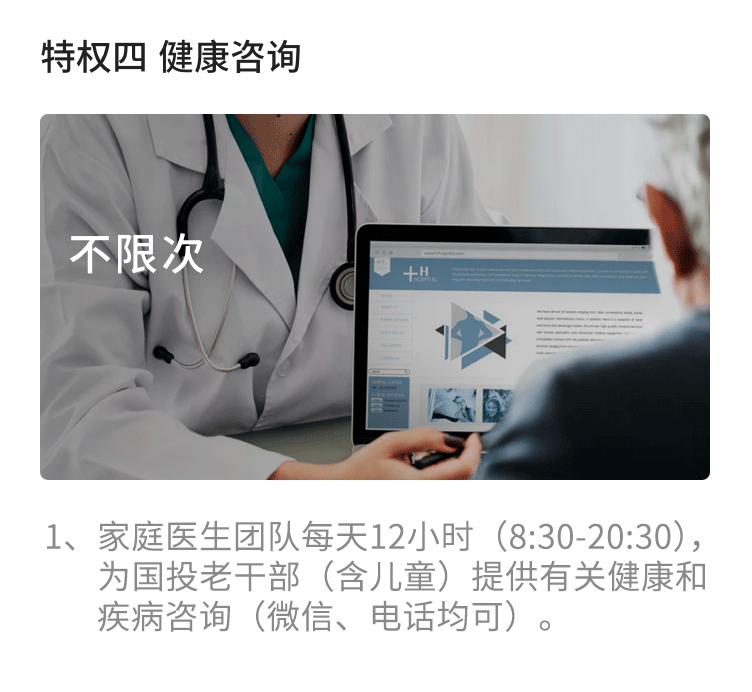 特权四 健康咨询
不限次
+H
HOSPITAL
1、家庭医生团队每天12小时（8:30-20:30），
为国投老干部（含儿童）提供有关健康和
疾病咨询（微信、电话均可）。